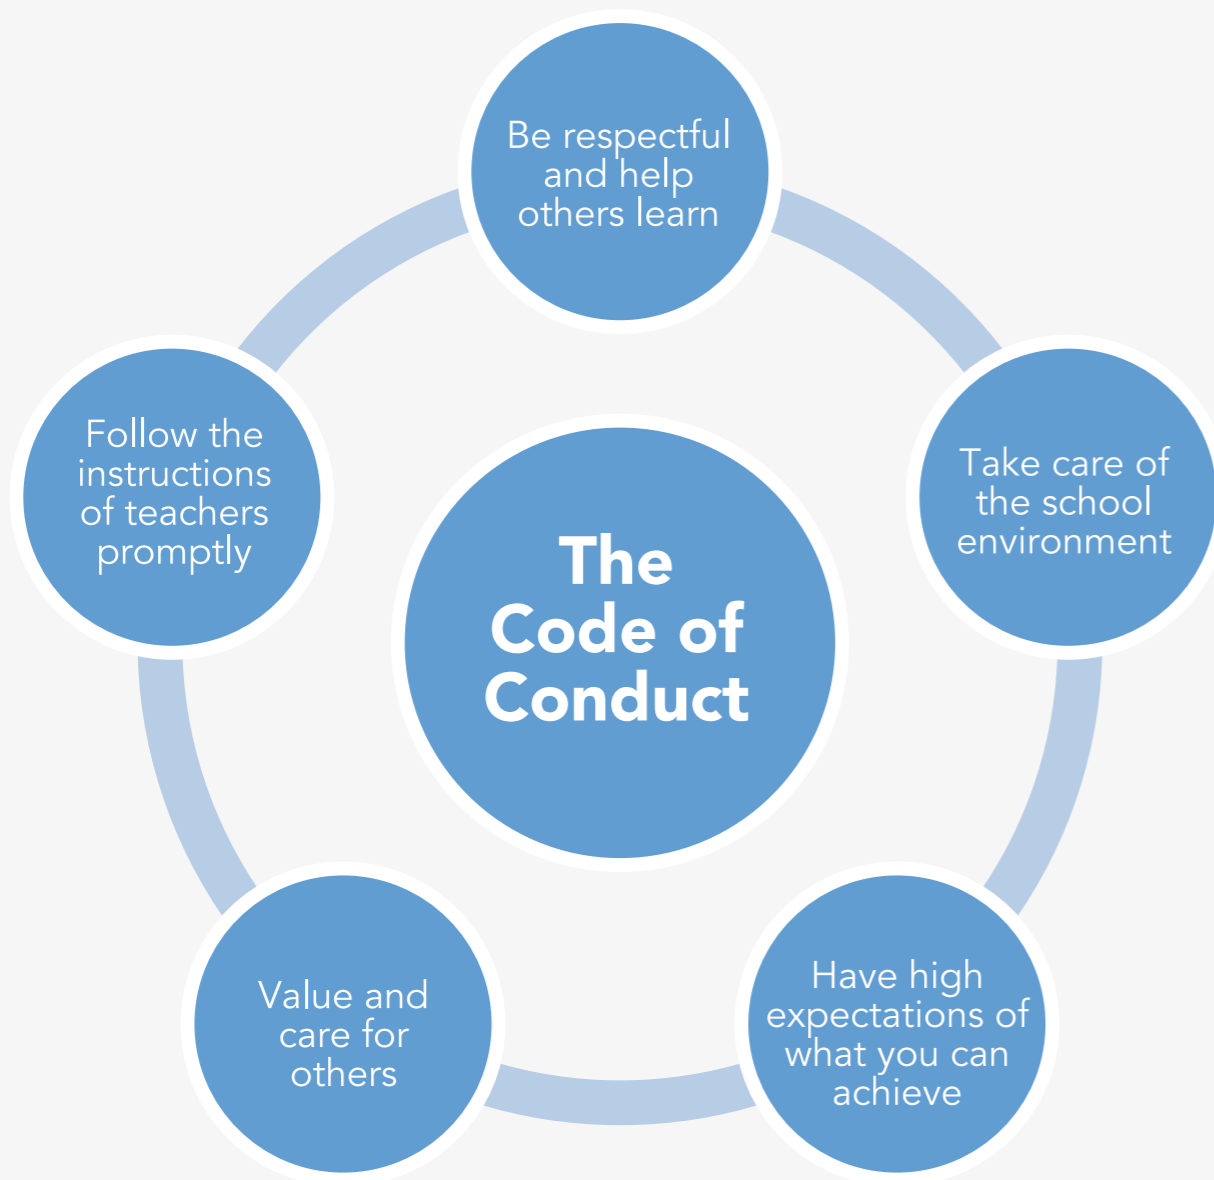 Be respectful
and help
others learn
Take care of
the school
environment
Have high
expectations of
what you can
achieve
Value and
care for
others
Follow the
instructions
of teachers
promptly
The
Code of
Conduct